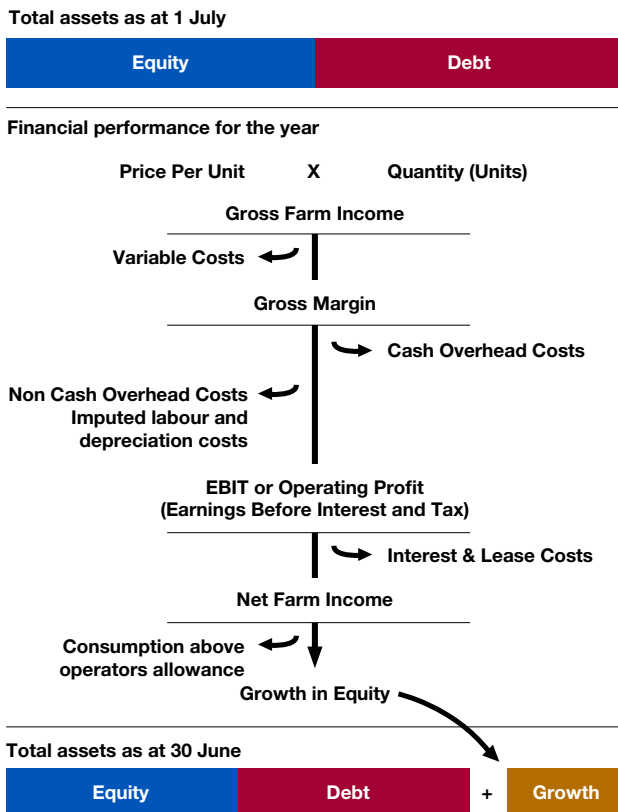 Total assets as at 1 July
Equity Debt
Financial performance for the year
Price Per Unit X Quantity (Units)
Gross Farm Income
Variable Costs
Gross Margin
Cash Overhead Costs
Non Cash Overhead Costs
Imputed labour and
depreciation costs
EBIT or Operating Profit
(Earnings Before Interest and Tax)
Interest & Lease Costs
Net Farm Income
Consumption above
operators allowance
Growth in Equity
Total assets as at 30 June
Equity Debt + Growth